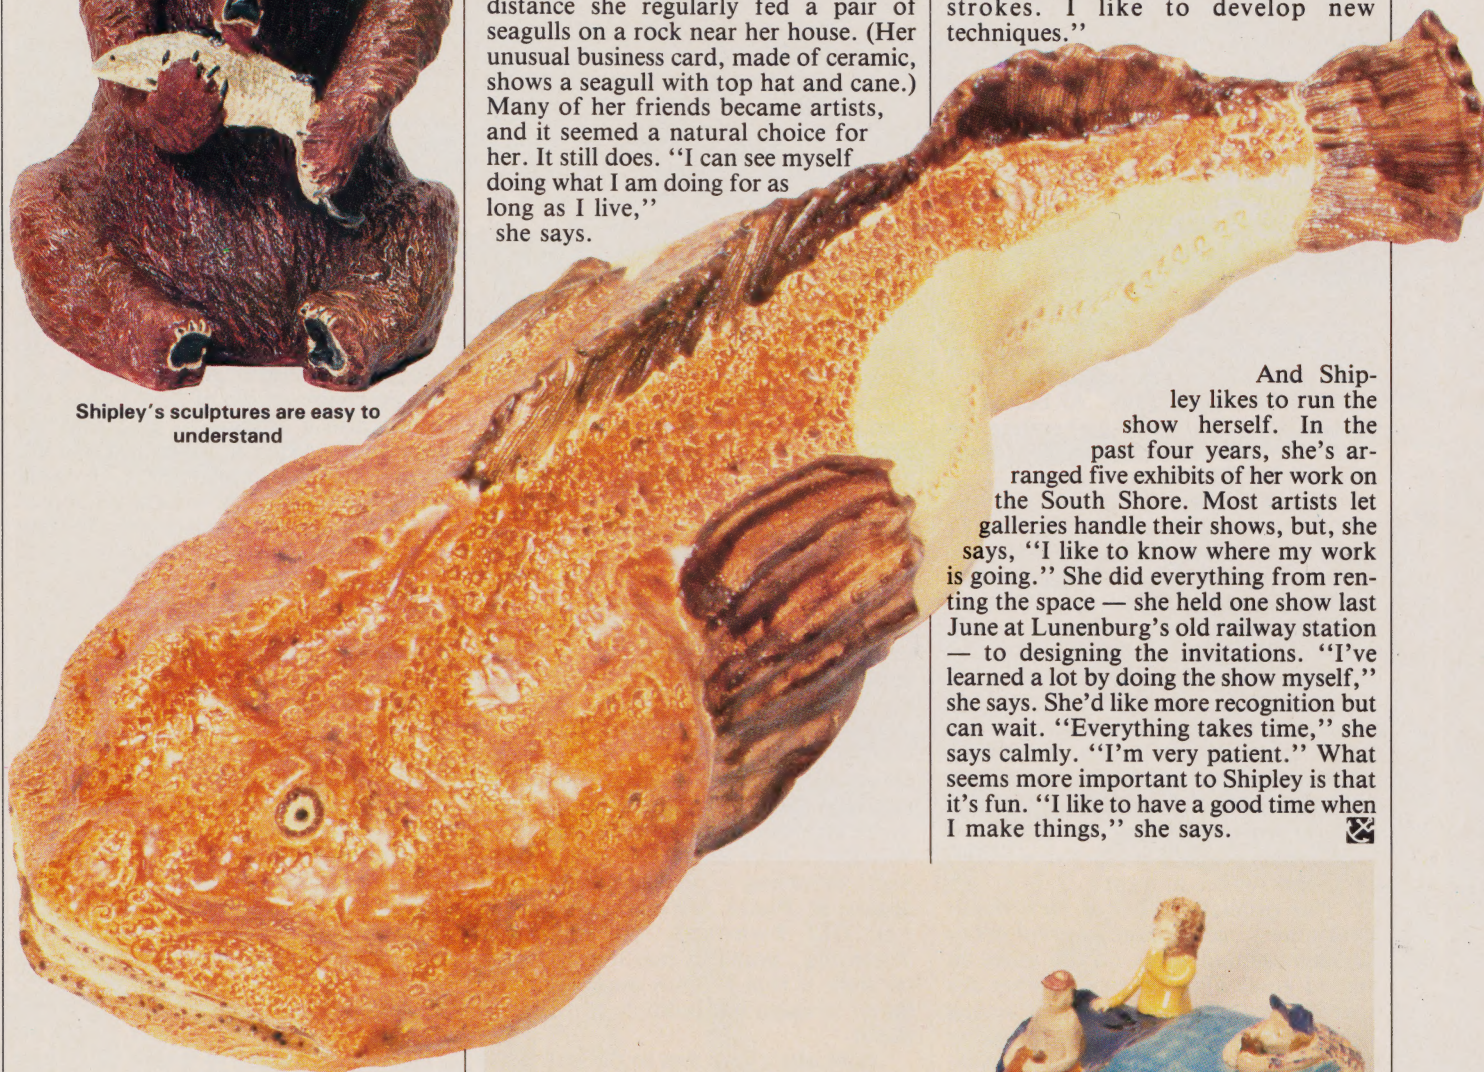 distance she regularly fed a pair of
seagulls on a rock near her house. (Her
unusual business card, made of ceramic,
shows a seagull with top hat and cane.)
Many of her friends became artists,
and it seemed a natural choice for
her. It still does. “I can see myself
doing what I am doing for as
long as I live,”
she says.
strokes. I like to develop new
techniques.”
Shipley’s sculptures are easy to
understand
And Ship-
ley likes to run the
show herself. In the
past four years, she’s ar-
ranged five exhibits of her work on
the South Shore. Most artists let
galleries handle their shows, but, she
says, “I like to know where my work
is going.” She did everything from ren-
ting the space — she held one show last
June at Lunenburg’s old railway station
— to designing the invitations. “I’ve
learned a lot by doing the show myself,”
she says. She’d like more recognition but
can wait. “Everything takes time,” she
says calmly. “I’m very patient.” What
seems more important to Shipley is that
it’s fun. “I like to have a good time when
I make things,” she says.